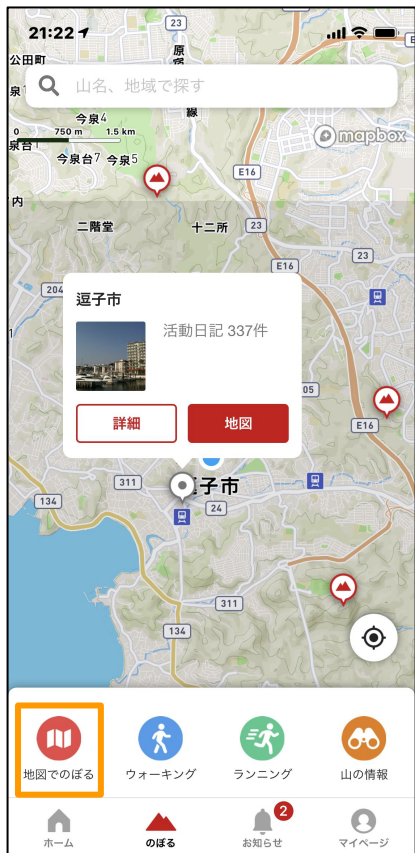 21:22
23
原
公田町
泉
山名、地域で探す
線
今泉4
0 750 m 1.5 km
mapbox
泉台
今泉台7 今泉5
E16
内
二階堂
十二所
23
23
E16
204
逗子市
活動日記 337件
05
詳細
地図
E16
311
子市
134
24
311
134
地図でのぼる
ウォーキング
ランニング
山の情報
2
ホーム
のぼる
お知らせ
マイページ